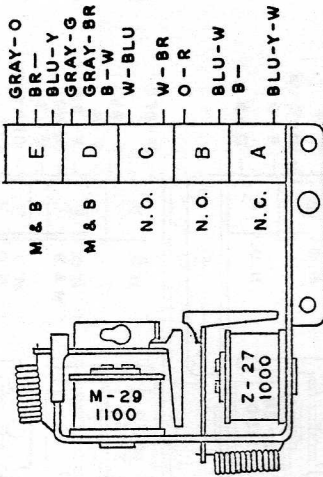 GRAY-O
BR—
BLU-Y
GRAY-G
GRAY-BR
B-W
W-BLU
W-BR
O-R
BLU-W
B—
BLU-Y-W
E
D
C
B
A
M & B
M & B
N.O.
N.O.
N.C.
M-29
1100
Z-27
1000